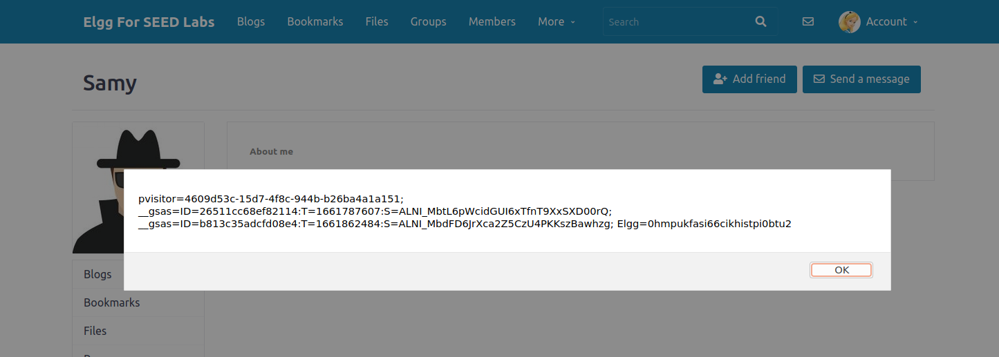 Elgg For SEED Labs Blogs Bookmarks Files Groups Members More Search Account
Samy
Add friend Send a message
About me
pvisitor=4609d53c-15d7-4f8c-944b-b26ba4a1a151;
__gsas=ID=26511cc68ef82114:T=1661787607:S=ALNI_MbtL6pWcidGUI6xTfnT9XxSXD00rQ;
__gsas=ID=b813c35adcfd08e4:T=1661862484:S=ALNI_MbdFD6JrXca2Z5CzU4PKKszBawhzg; Elgg=0hmpukfasi66cikhistpi0btu2
OK
Blogs
Bookmarks
Files